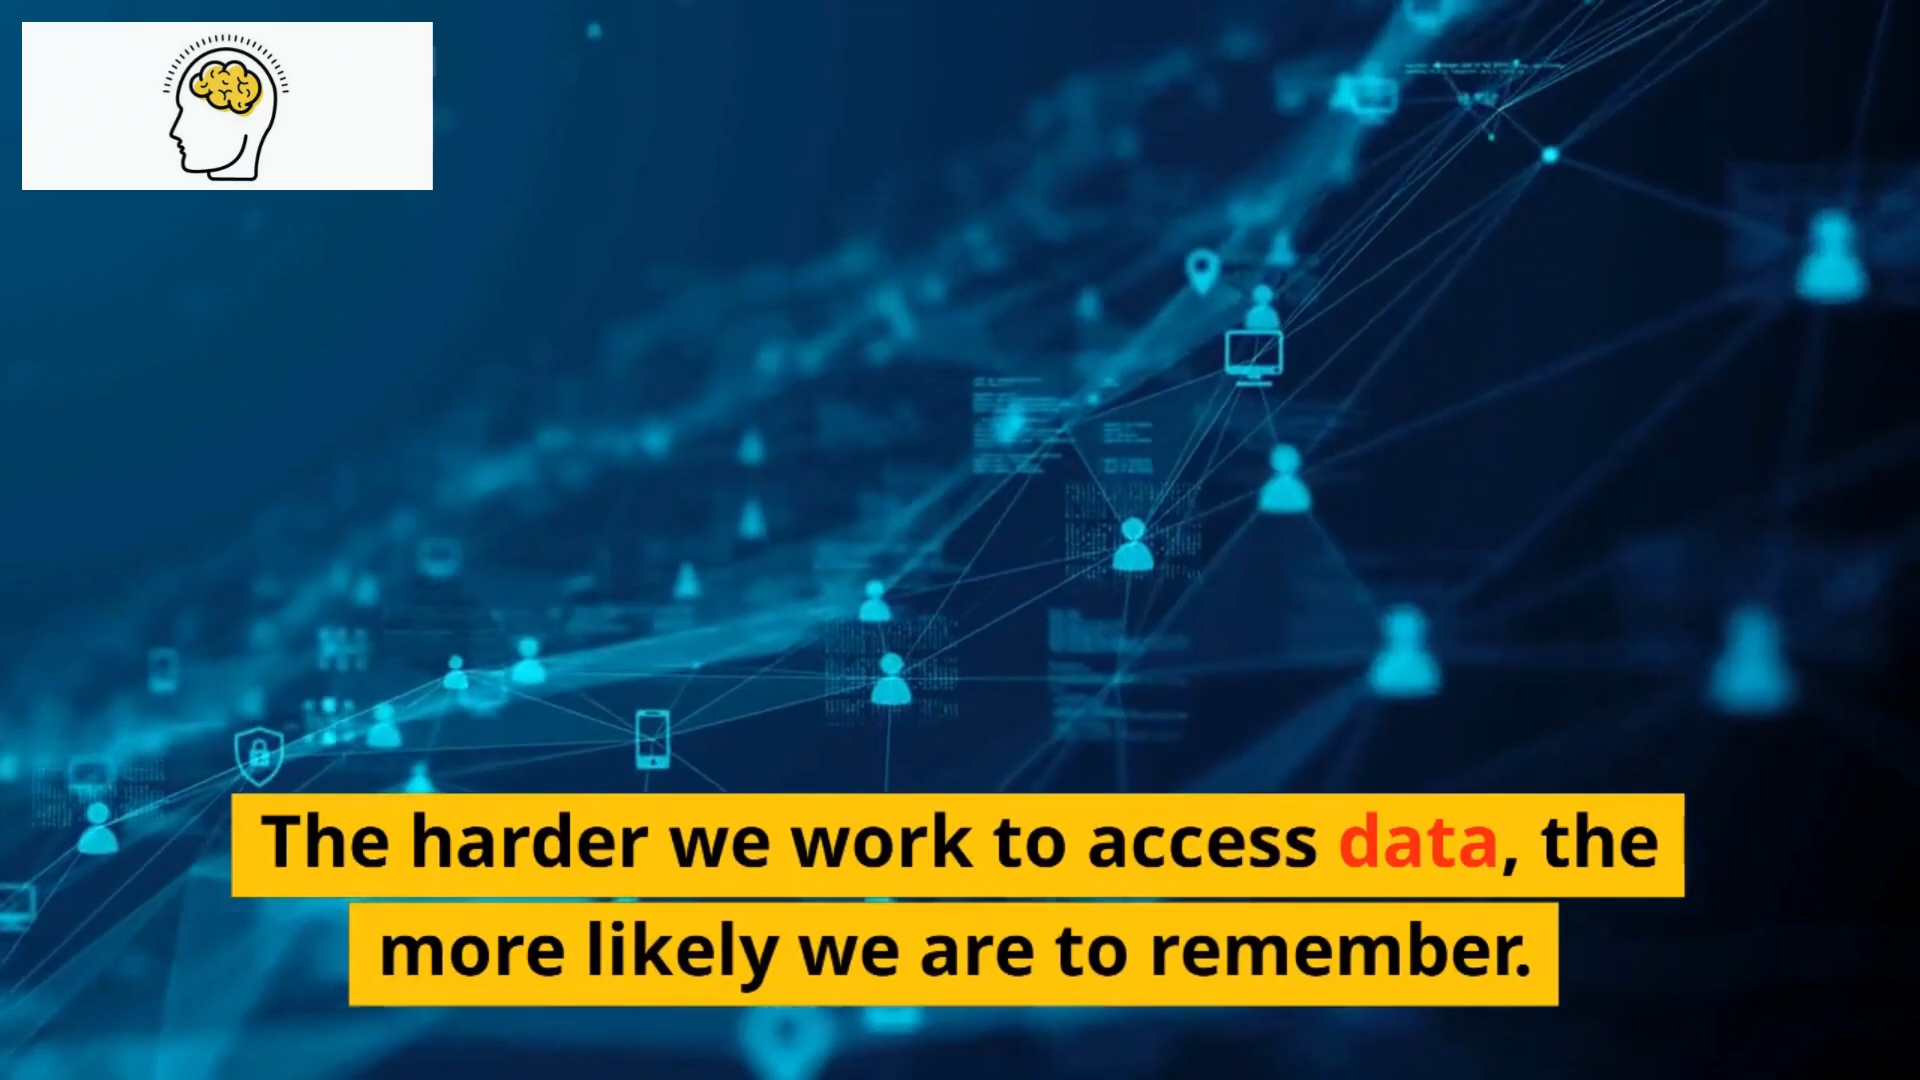 The harder we work to access data, the
more likely we are to remember.